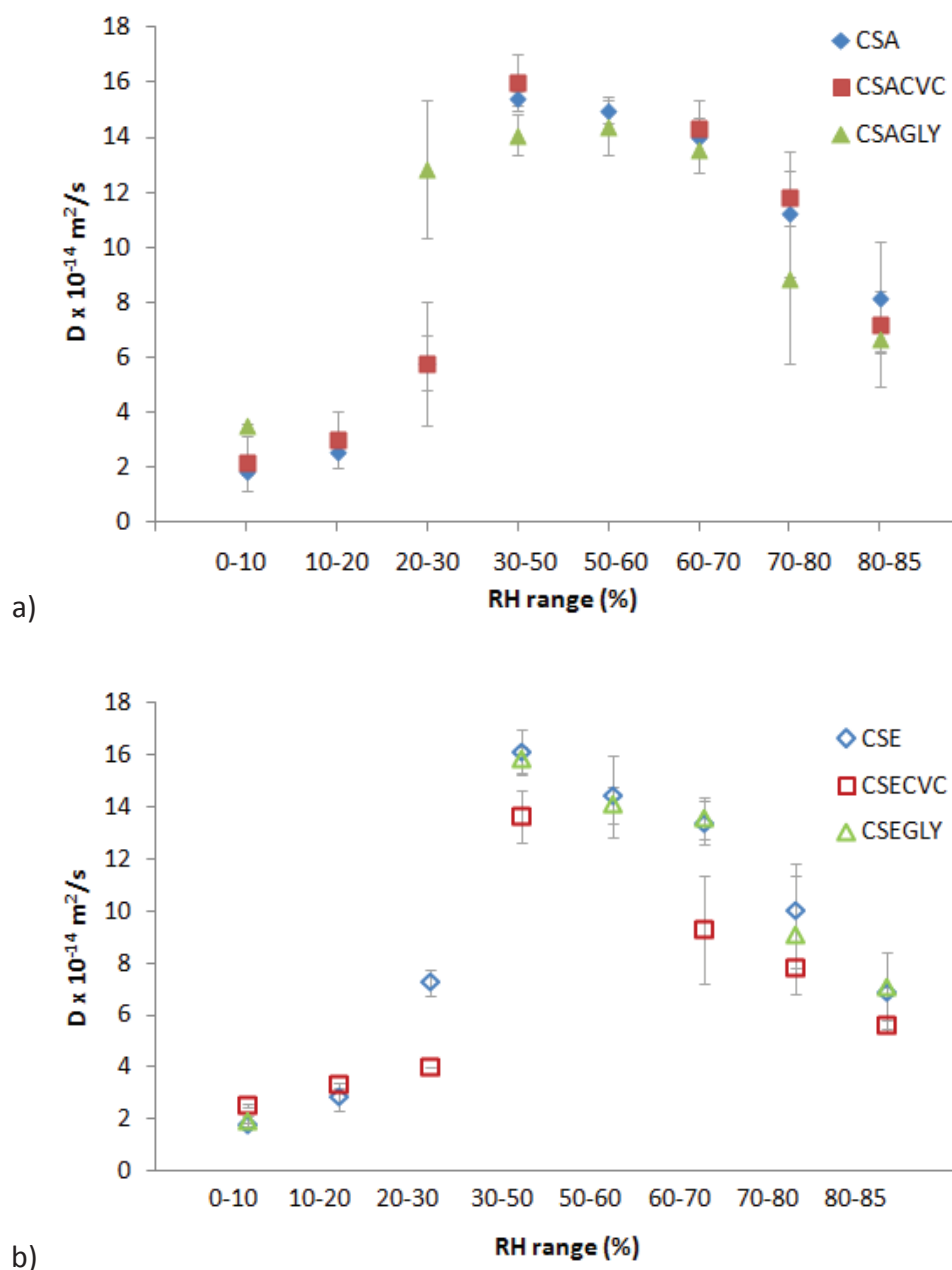 18
16
14
12
10
8
6
4
2
0
D x 10⁻¹⁴ m²/s
CSA
CSACVC
CSAGLY
0-10 10-20 20-30 30-50 50-60 60-70 70-80 80-85
RH range (%)
a)
18
16
14
12
10
8
6
4
2
0
D x 10⁻¹⁴ m²/s
CSE
CSECVC
CSEGLY
0-10 10-20 20-30 30-50 50-60 60-70 70-80 80-85
RH range (%)
b)